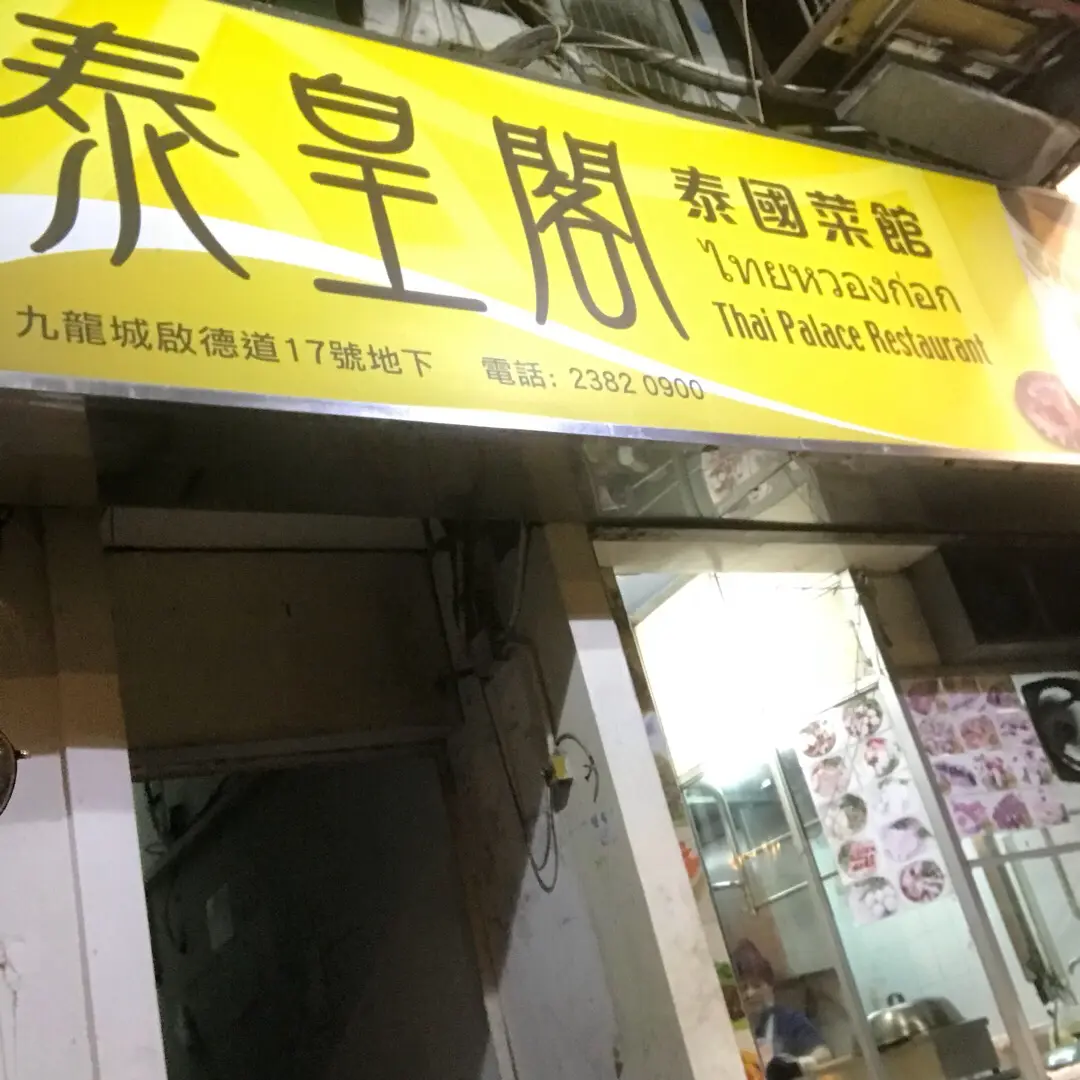 泰皇閣
泰國菜館
ไทยหวองก่อก
Thai Palace Restaurant
九龍城啟德道17號地下 電話: 2382 0900